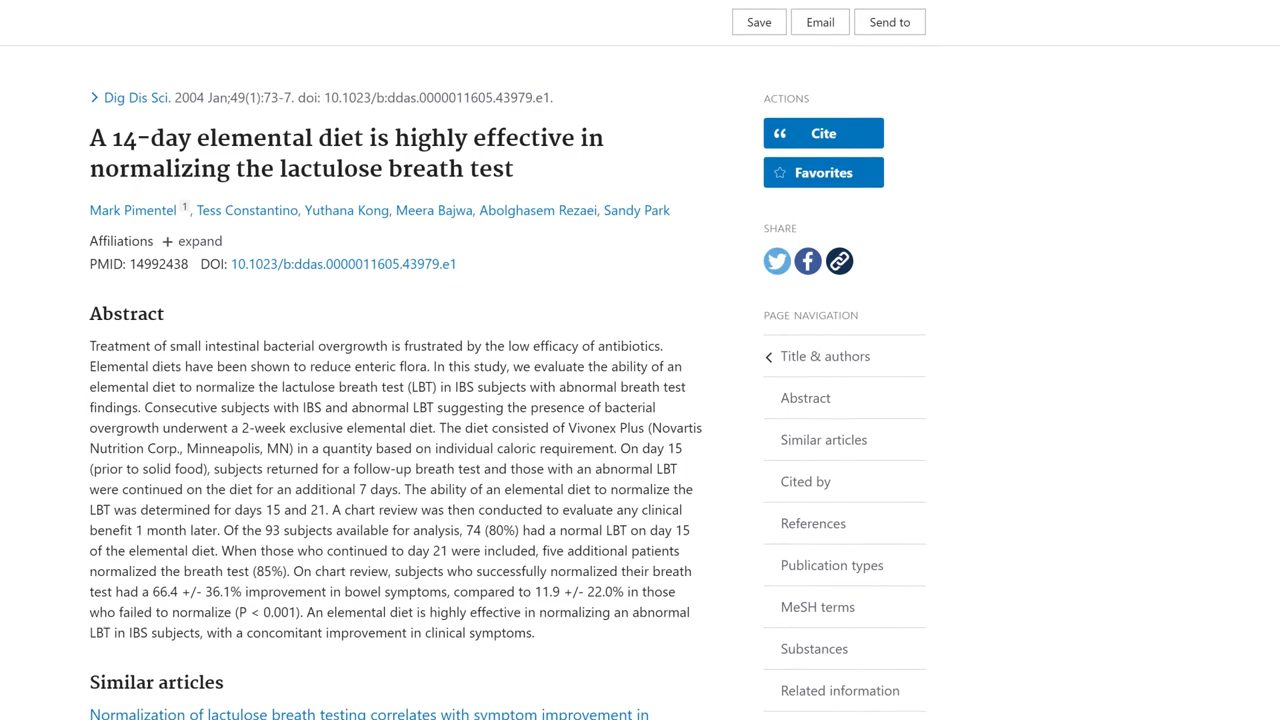 Save Email Send to
Dig Dis Sci. 2004 Jan;49(1):73-7. doi: 10.1023/b:ddas.0000011605.43979.e1.
A 14-day elemental diet is highly effective in
normalizing the lactulose breath test
Mark Pimentel 1, Tess Constantino, Yuthana Kong, Meera Bajwa, Abolghasem Rezaei, Sandy Park
Affiliations + expand
PMID: 14992438 DOI: 10.1023/b:ddas.0000011605.43979.e1
Abstract
Treatment of small intestinal bacterial overgrowth is frustrated by the low efficacy of antibiotics.
Elemental diets have been shown to reduce enteric flora. In this study, we evaluate the ability of an
elemental diet to normalize the lactulose breath test (LBT) in IBS subjects with abnormal breath test
findings. Consecutive subjects with IBS and abnormal LBT suggesting the presence of bacterial
overgrowth underwent a 2-week exclusive elemental diet. The diet consisted of Vivonex Plus (Novartis
Nutrition Corp., Minneapolis, MN) in a quantity based on individual caloric requirement. On day 15
(prior to solid food), subjects returned for a follow-up breath test and those with an abnormal LBT
were continued on the diet for an additional 7 days. The ability of an elemental diet to normalize the
LBT was determined for days 15 and 21. A chart review was then conducted to evaluate any clinical
benefit 1 month later. Of the 93 subjects available for analysis, 74 (80%) had a normal LBT on day 15
of the elemental diet. When those who continued to day 21 were included, five additional patients
normalized the breath test (85%). On chart review, subjects who successfully normalized their breath
test had a 66.4 +/- 36.1% improvement in bowel symptoms, compared to 11.9 +/- 22.0% in those
who failed to normalize (P < 0.001). An elemental diet is highly effective in normalizing an abnormal
LBT in IBS subjects, with a concomitant improvement in clinical symptoms.
Similar articles
Normalization of lactulose breath testing correlates with symptom improvement in
ACTIONS
Cite
Favorites
SHARE
PAGE NAVIGATION
Title & authors
Abstract
Similar articles
Cited by
References
Publication types
MeSH terms
Substances
Related information